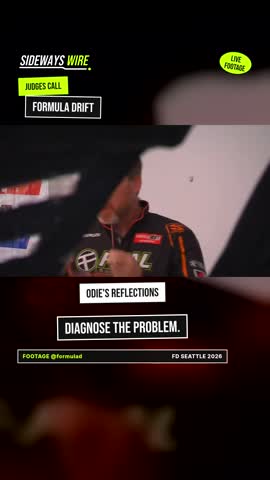 SIDEWAYS WIRE.
LIVE
FOOTAGE
JUDGES CALL
FORMULA DRIFT
ODIE'S REFLECTIONS
DIAGNOSE THE PROBLEM.
FOOTAGE @formulad
FD SEATTLE 2026